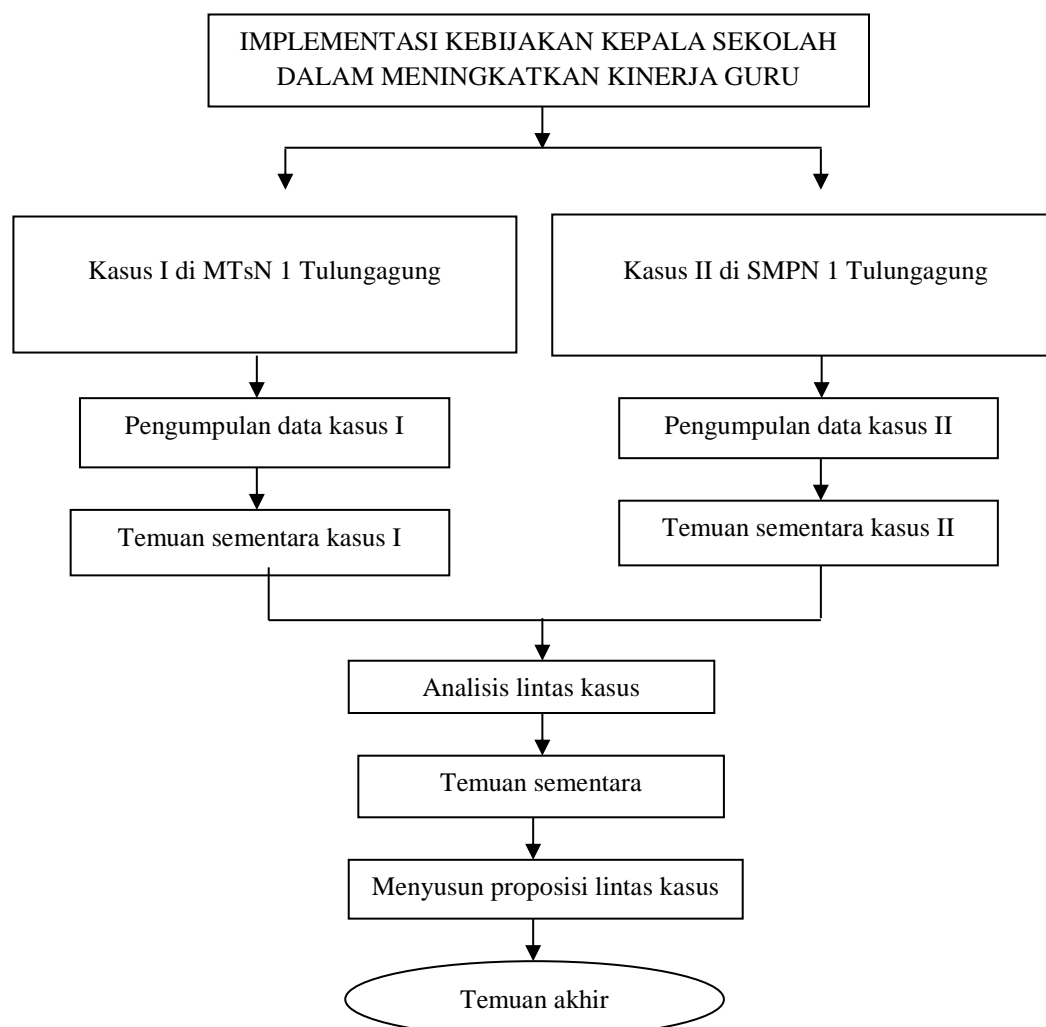 IMPLEMENTASI KEBIJAKAN KEPALA SEKOLAH
DALAM MENINGKATKAN KINERJA GURU
Kasus I di MTsN 1 Tulungagung
Kasus II di SMPN 1 Tulungagung
Pengumpulan data kasus I
Pengumpulan data kasus II
Temuan sementara kasus I
Temuan sementara kasus II
Analisis lintas kasus
Temuan sementara
Menyusun proposisi lintas kasus
Temuan akhir